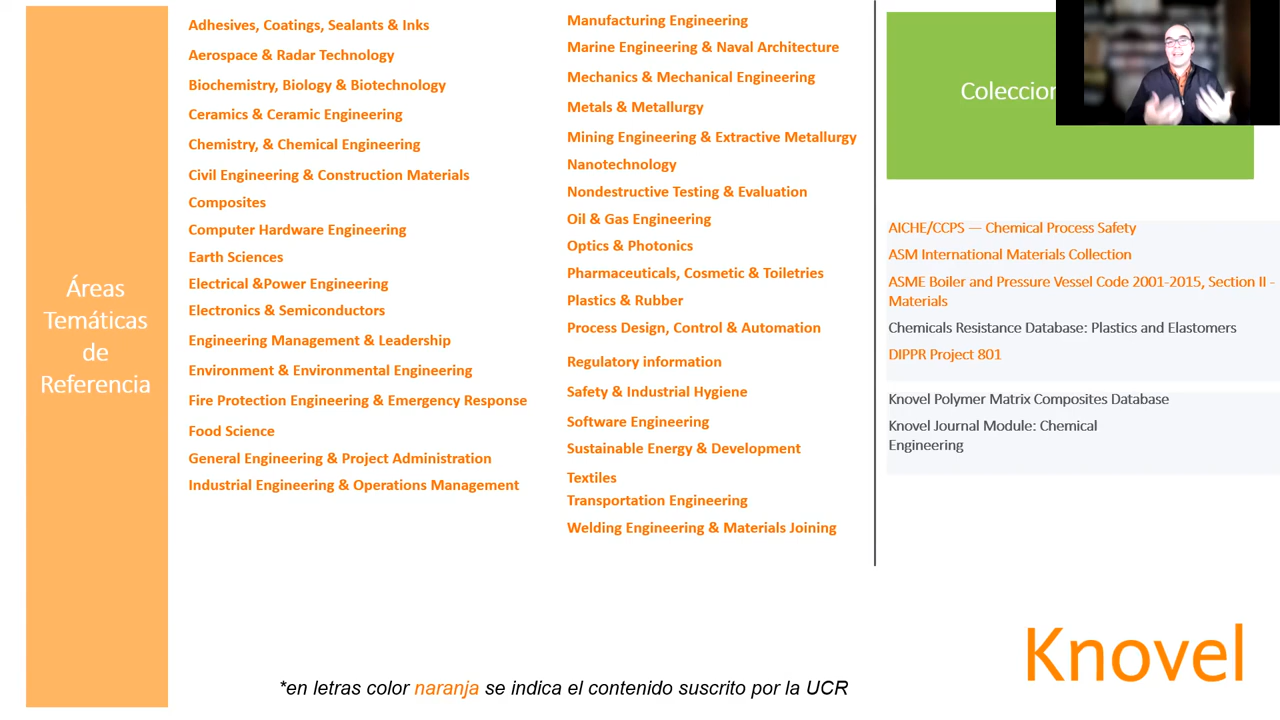 Áreas
Temáticas
de
Referencia
Adhesives, Coatings, Sealants & Inks
Aerospace & Radar Technology
Biochemistry, Biology & Biotechnology
Ceramics & Ceramic Engineering
Chemistry, & Chemical Engineering
Civil Engineering & Construction Materials
Composites
Computer Hardware Engineering
Earth Sciences
Electrical &Power Engineering
Electronics & Semiconductors
Engineering Management & Leadership
Environment & Environmental Engineering
Fire Protection Engineering & Emergency Response
Food Science
General Engineering & Project Administration
Industrial Engineering & Operations Management
Manufacturing Engineering
Marine Engineering & Naval Architecture
Mechanics & Mechanical Engineering
Metals & Metallurgy
Mining Engineering & Extractive Metallurgy
Nanotechnology
Nondestructive Testing & Evaluation
Oil & Gas Engineering
Optics & Photonics
Pharmaceuticals, Cosmetic & Toiletries
Plastics & Rubber
Process Design, Control & Automation
Regulatory information
Safety & Industrial Hygiene
Software Engineering
Sustainable Energy & Development
Textiles
Transportation Engineering
Welding Engineering & Materials Joining
AICHE/CCPS — Chemical Process Safety
ASM International Materials Collection
ASME Boiler and Pressure Vessel Code 2001-2015, Section II -
Materials
Chemicals Resistance Database: Plastics and Elastomers
DIPPR Project 801
Knovel Polymer Matrix Composites Database
Knovel Journal Module: Chemical
Engineering
Knovel
*en letras color naranja se indica el contenido suscrito por la UCR